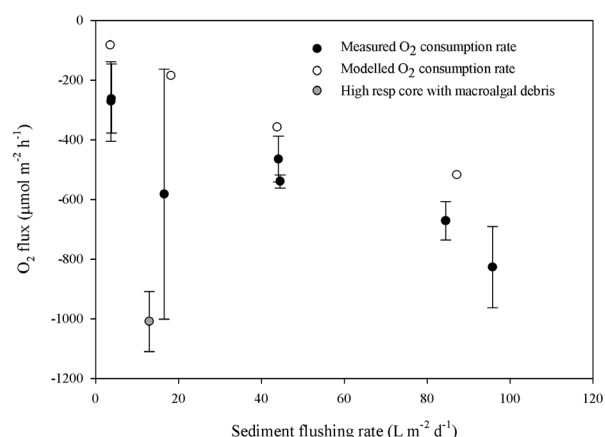 0
-200
-400
-600
-800
-1000
-1200
O2 flux (μmol m-2 h-1)
Measured O2 consumption rate
Modelled O2 consumption rate
High resp core with macroalgal debris
0 20 40 60 80 100 120
Sediment flushing rate (L m-2 d-1)